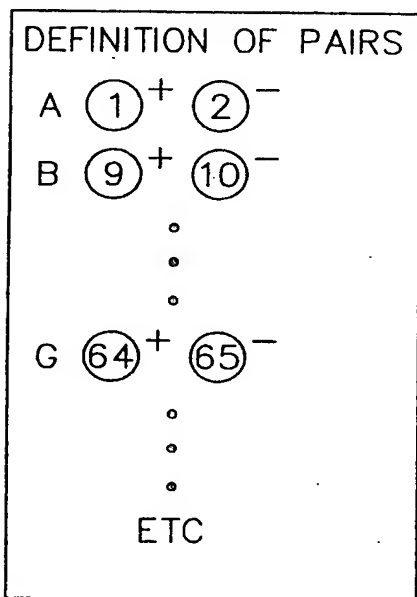 DEFINITION OF PAIRS
A 1 + 2 -
B 9 + 10 -
G 64 + 65 -
ETC